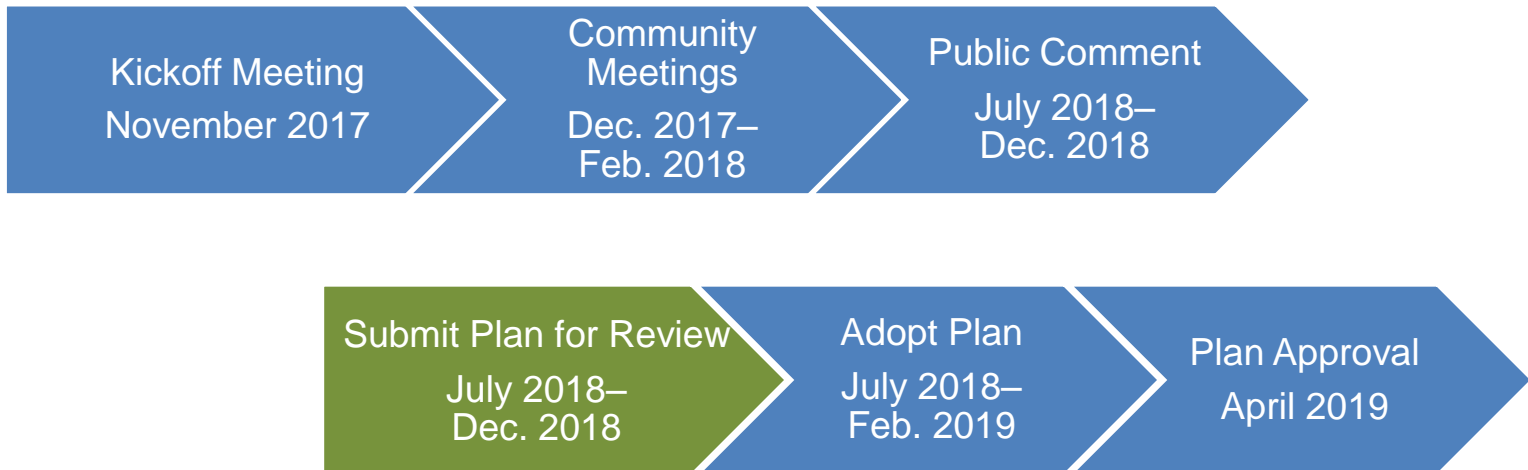 Kickoff Meeting
November 2017
Community
Meetings
Dec. 2017–
Feb. 2018
Public Comment
July 2018–
Dec. 2018
Submit Plan for Review
July 2018–
Dec. 2018
Adopt Plan
July 2018–
Feb. 2019
Plan Approval
April 2019